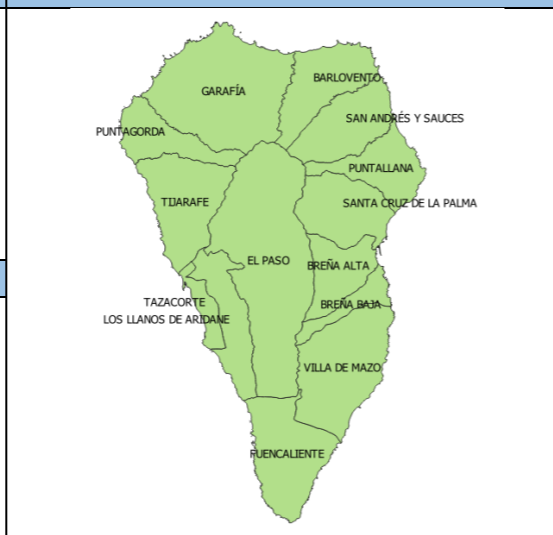 BARLOVENTO
GARAFÍA
SAN ANDRÉS Y SAUCES
PUNTAGORDA
PUNTALLANA
TIJARAFE
SANTA CRUZ DE LA PALMA
EL PASO
BREÑA ALTA
TAZACORTE
BREÑA BAJA
LOS LLANOS DE ARIDANE
VILLA DE MAZO
FUENCALIENTE